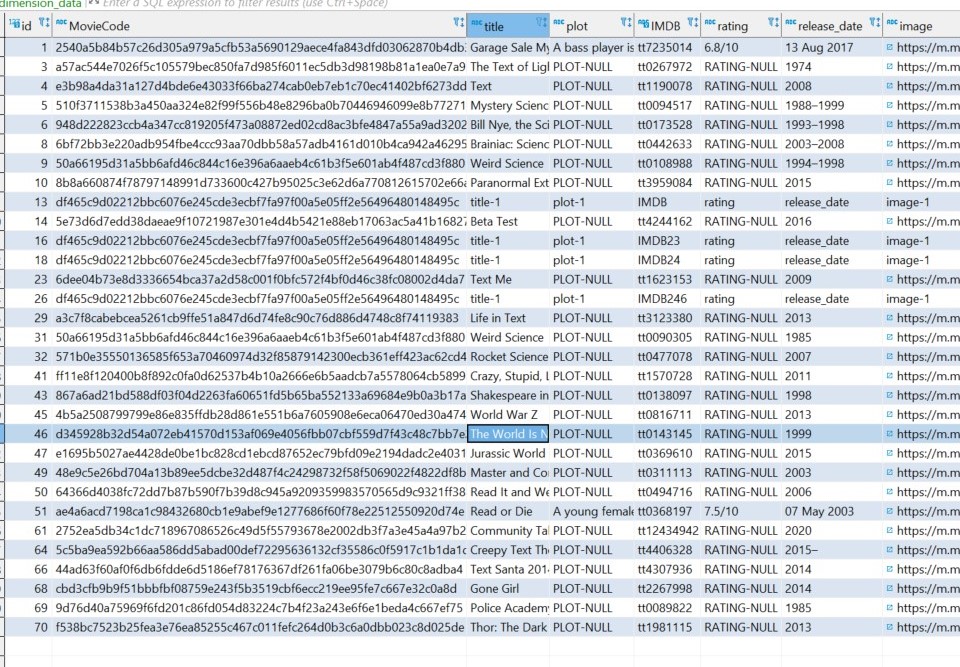 dimension_data Enter a SQL expression to filter results (use Ctrl+Space)
123 id ABC MovieCode ABC title ABC plot ABC IMDB ABC rating ABC release_date ABC image
1 2540a5b84b57c26d305a979a5cfb53a5690129aece4fa843dfd03062870b4db Garage Sale My A bass player is tt7235014 6.8/10 13 Aug 2017 https://m.m
3 a57ac544e7026f5c105579bec850fa7d985f6011ec5db3d98198b81a1ea0e7a9 The Text of Ligh PLOT-NULL tt0267972 RATING-NULL 1974 https://m.m
4 e3b98a4da31a127d4bde6e43033f66ba274cab0eb7eb1c70ec41402bf6273dd Text PLOT-NULL tt1190078 RATING-NULL 2008 https://m.m
5 510f3711538b3a450aa324e82f99f556b48e8296ba0b70446946099e8b77271 Mystery Scienc PLOT-NULL tt0094517 RATING-NULL 1988–1999 https://m.m
6 948d222823ccb4a347cc819205f473a08872ed02cd8ac3bfe4847a55a9ad3202 Bill Nye, the Sci PLOT-NULL tt0173528 RATING-NULL 1993–1998 https://m.m
8 6bf72bb3e220adb954fbe4ccc93aa70dbb58a57adb4161d010b4ca942a46295 Brainiac: Scienc PLOT-NULL tt0442633 RATING-NULL 2003–2008 https://m.m
9 50a66195d31a5bb6afd46c844c16e396a6aaeb4c61b3f5e601ab4f487cd3f880 Weird Science PLOT-NULL tt0108988 RATING-NULL 1994–1998 https://m.m
10 8b8a660874f78797148991d733600c427b95025c3e62d6a770812615702e66a Paranormal Ext PLOT-NULL tt3959084 RATING-NULL 2015 https://m.m
13 df465c9d02212bbc6076e245cde3ecbf7fa97f00a5e05ff2e56496480148495c title-1 plot-1 IMDB rating release_date image-1
14 5e73d6d7edd38daeae9f10721987e301e4d4b5421e88eb17063ac5a41b16827 Beta Test PLOT-NULL tt4244162 RATING-NULL 2016 https://m.m
16 df465c9d02212bbc6076e245cde3ecbf7fa97f00a5e05ff2e56496480148495c title-1 plot-1 IMDB23 rating release_date image-1
18 df465c9d02212bbc6076e245cde3ecbf7fa97f00a5e05ff2e56496480148495c title-1 plot-1 IMDB24 rating release_date image-1
23 6dee04b73e8d3336654bca37a2d58c001f0bfc572f4bf0d46c38fc08002d4da7 Text Me PLOT-NULL tt1623153 RATING-NULL 2009 https://m.m
26 df465c9d02212bbc6076e245cde3ecbf7fa97f00a5e05ff2e56496480148495c title-1 plot-1 IMDB246 rating release_date image-1
29 a3c7f8cabebcea5261cb9ffe51a847d6d74fe8c90c76d886d4748c8f74119383 Life in Text PLOT-NULL tt3123380 RATING-NULL 2013 https://m.m
31 50a66195d31a5bb6afd46c844c16e396a6aaeb4c61b3f5e601ab4f487cd3f880 Weird Science PLOT-NULL tt0090305 RATING-NULL 1985 https://m.m
32 571b0e35550136585f653a70460974d32f85879142300ecb361eff423ac62cd4 Rocket Science PLOT-NULL tt0477078 RATING-NULL 2007 https://m.m
41 ff11e8f120400b8f892c0fa0d62537b4b10a2666e6b5aadcb7a5578064cb5899 Crazy, Stupid, L PLOT-NULL tt1570728 RATING-NULL 2011 https://m.m
43 867a6ad21bd588df03f04d2263fa60651fd5b65ba552133a69684e9b0a3b17a Shakespeare in PLOT-NULL tt0138097 RATING-NULL 1998 https://m.m
45 4b5a2508799799e86e835ffdb28d861e551b6a7605908e6eca06470ed30a474 World War Z PLOT-NULL tt0816711 RATING-NULL 2013 https://m.m
46 d345928b32d54a072eb41570d153af069e4056fbb07cbf559d7f43c48c7bb7e The World Is N PLOT-NULL tt0143145 RATING-NULL 1999 https://m.m
47 e1695b5027ae4428de0be1bc828cd1ebcd87652ec79bfd09e2194dadc2e4031 Jurassic World PLOT-NULL tt0369610 RATING-NULL 2015 https://m.m
49 48e9c5e26bd704a13b89ee5dcbe32d487f4c24298732f58f5069022f4822df8b Master and Co PLOT-NULL tt0311113 RATING-NULL 2003 https://m.m
50 64366d4038fc72dd7b87b590f7b39d8c945a9209359983570565d9c9321ff38 Read It and We PLOT-NULL tt0494716 RATING-NULL 2006 https://m.m
51 ae4a6acd7198ca1c98432680cb1e9abef9e1277686f60f78e22512550920d74e Read or Die A young female tt0368197 7.5/10 07 May 2003 https://m.m
61 2752ea5db34c1dc718967086526c49d5f55793678e2002db3f7a3e45a4a97b2 Community Ta PLOT-NULL tt12434942 RATING-NULL 2020 https://m.m
64 5c5ba9ea592b66aa586dd5abad00def72295636132cf35586c0f5917c1b1da1c Creepy Text Th PLOT-NULL tt4406328 RATING-NULL 2015– https://m.m
66 44ad63f60af0f6db6fdde6d5186ef78176367df261fa06be3079b6c80c8adba4 Text Santa 201 PLOT-NULL tt4307936 RATING-NULL 2014 https://m.m
68 cbd3cfb9b9f51bbbfbf08759e243f5b3519cbf6ecc219ee95fe7c667e32c0a8d Gone Girl PLOT-NULL tt2267998 RATING-NULL 2014 https://m.m
69 9d76d40a75969f6fd201c86fd054d83224c7b4f23a243e6f6e1beda4c667ef75 Police Academy PLOT-NULL tt0089822 RATING-NULL 1985 https://m.m
70 f538bc7523b25fea3e76ea85255c467c011fefc264d0b3c6a0dbb023c8d025de Thor: The Dark PLOT-NULL tt1981115 RATING-NULL 2013 https://m.m